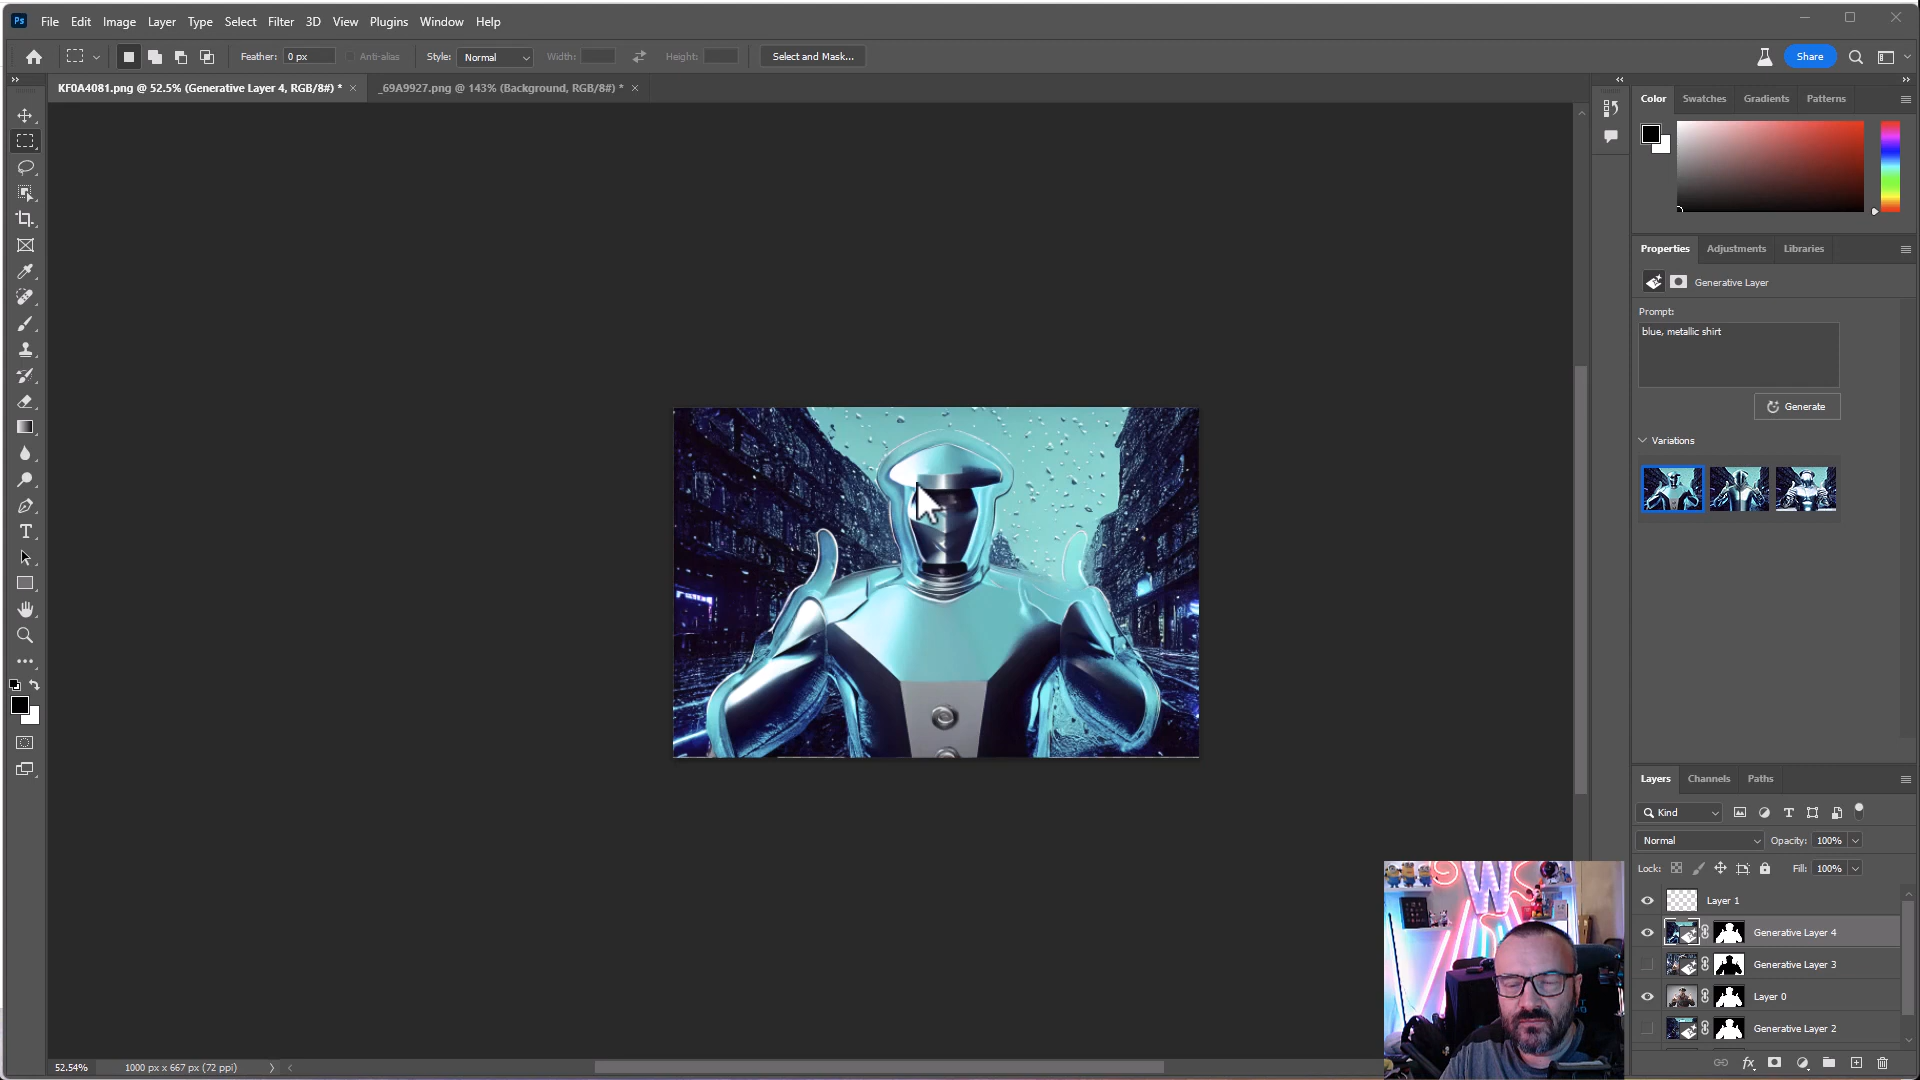 Ps File Edit Image Layer Type Select Filter 3D View Plugins Window Help
Feather: 0 px Anti-alias Style: Normal Width: Height: Select and Mask... Share
KF0A4081.png @ 52.5% (Generative Layer 4, RGB/8#) * _69A9927.png @ 143% (Background, RGB/8#) *
Color Swatches Gradients Patterns
Properties Adjustments Libraries
Generative Layer
Prompt:
blue, metallic shirt
Generate
Variations
Layers Channels Paths
Kind
Normal Opacity: 100%
Lock: Fill: 100%
Layer 1
Generative Layer 4
Generative Layer 3
Layer 0
Generative Layer 2
52.54% 1000 px x 667 px (72 ppi)
W